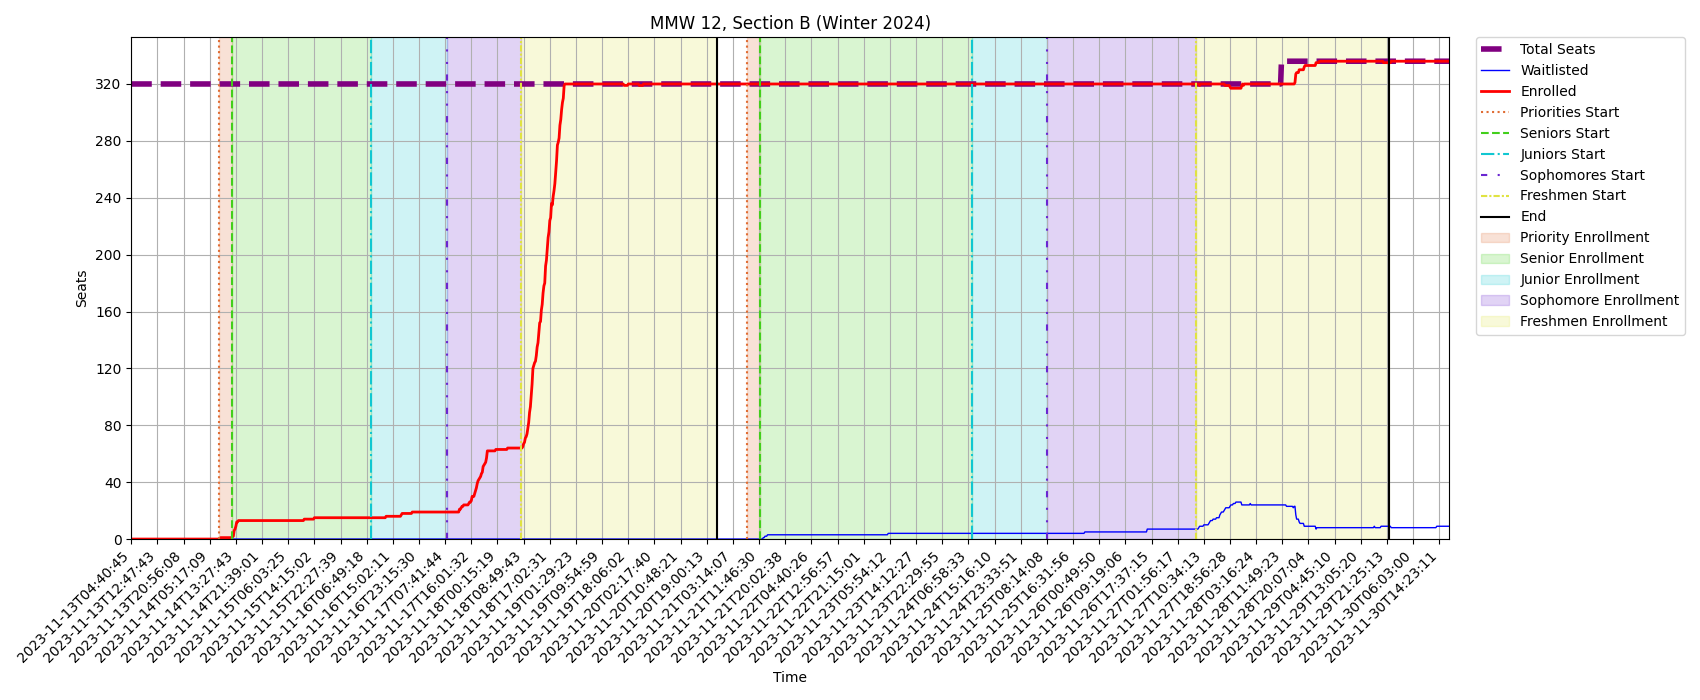 MMW 12, Section B (Winter 2024)
Seats
320
280
240
200
160
120
80
40
0
2023-11-13T04:40:45
2023-11-13T12:47:43
2023-11-13T20:56:08
2023-11-14T05:17:09
2023-11-14T13:27:43
2023-11-14T21:39:01
2023-11-15T06:03:25
2023-11-15T14:15:02
2023-11-15T22:27:39
2023-11-16T06:49:18
2023-11-16T15:02:11
2023-11-16T23:15:30
2023-11-17T07:41:44
2023-11-17T16:01:32
2023-11-18T00:15:19
2023-11-18T08:49:43
2023-11-18T17:02:31
2023-11-19T01:29:23
2023-11-19T09:54:59
2023-11-19T18:06:02
2023-11-20T02:17:40
2023-11-20T10:48:21
2023-11-20T19:00:13
2023-11-21T03:14:07
2023-11-21T11:46:30
2023-11-21T20:02:38
2023-11-22T04:40:26
2023-11-22T12:56:57
2023-11-22T21:15:01
2023-11-23T05:54:12
2023-11-23T14:12:27
2023-11-23T22:29:55
2023-11-24T06:58:33
2023-11-24T15:16:10
2023-11-24T23:33:51
2023-11-25T08:14:08
2023-11-25T16:31:56
2023-11-26T00:49:50
2023-11-26T09:19:06
2023-11-26T17:37:15
2023-11-27T01:56:17
2023-11-27T10:34:13
2023-11-27T18:56:28
2023-11-28T03:16:24
2023-11-28T11:49:23
2023-11-28T20:07:04
2023-11-29T04:45:10
2023-11-29T13:05:20
2023-11-29T21:25:13
2023-11-30T06:03:00
2023-11-30T14:23:11
Time
Total Seats
Waitlisted
Enrolled
Priorities Start
Seniors Start
Juniors Start
Sophomores Start
Freshmen Start
End
Priority Enrollment
Senior Enrollment
Junior Enrollment
Sophomore Enrollment
Freshmen Enrollment